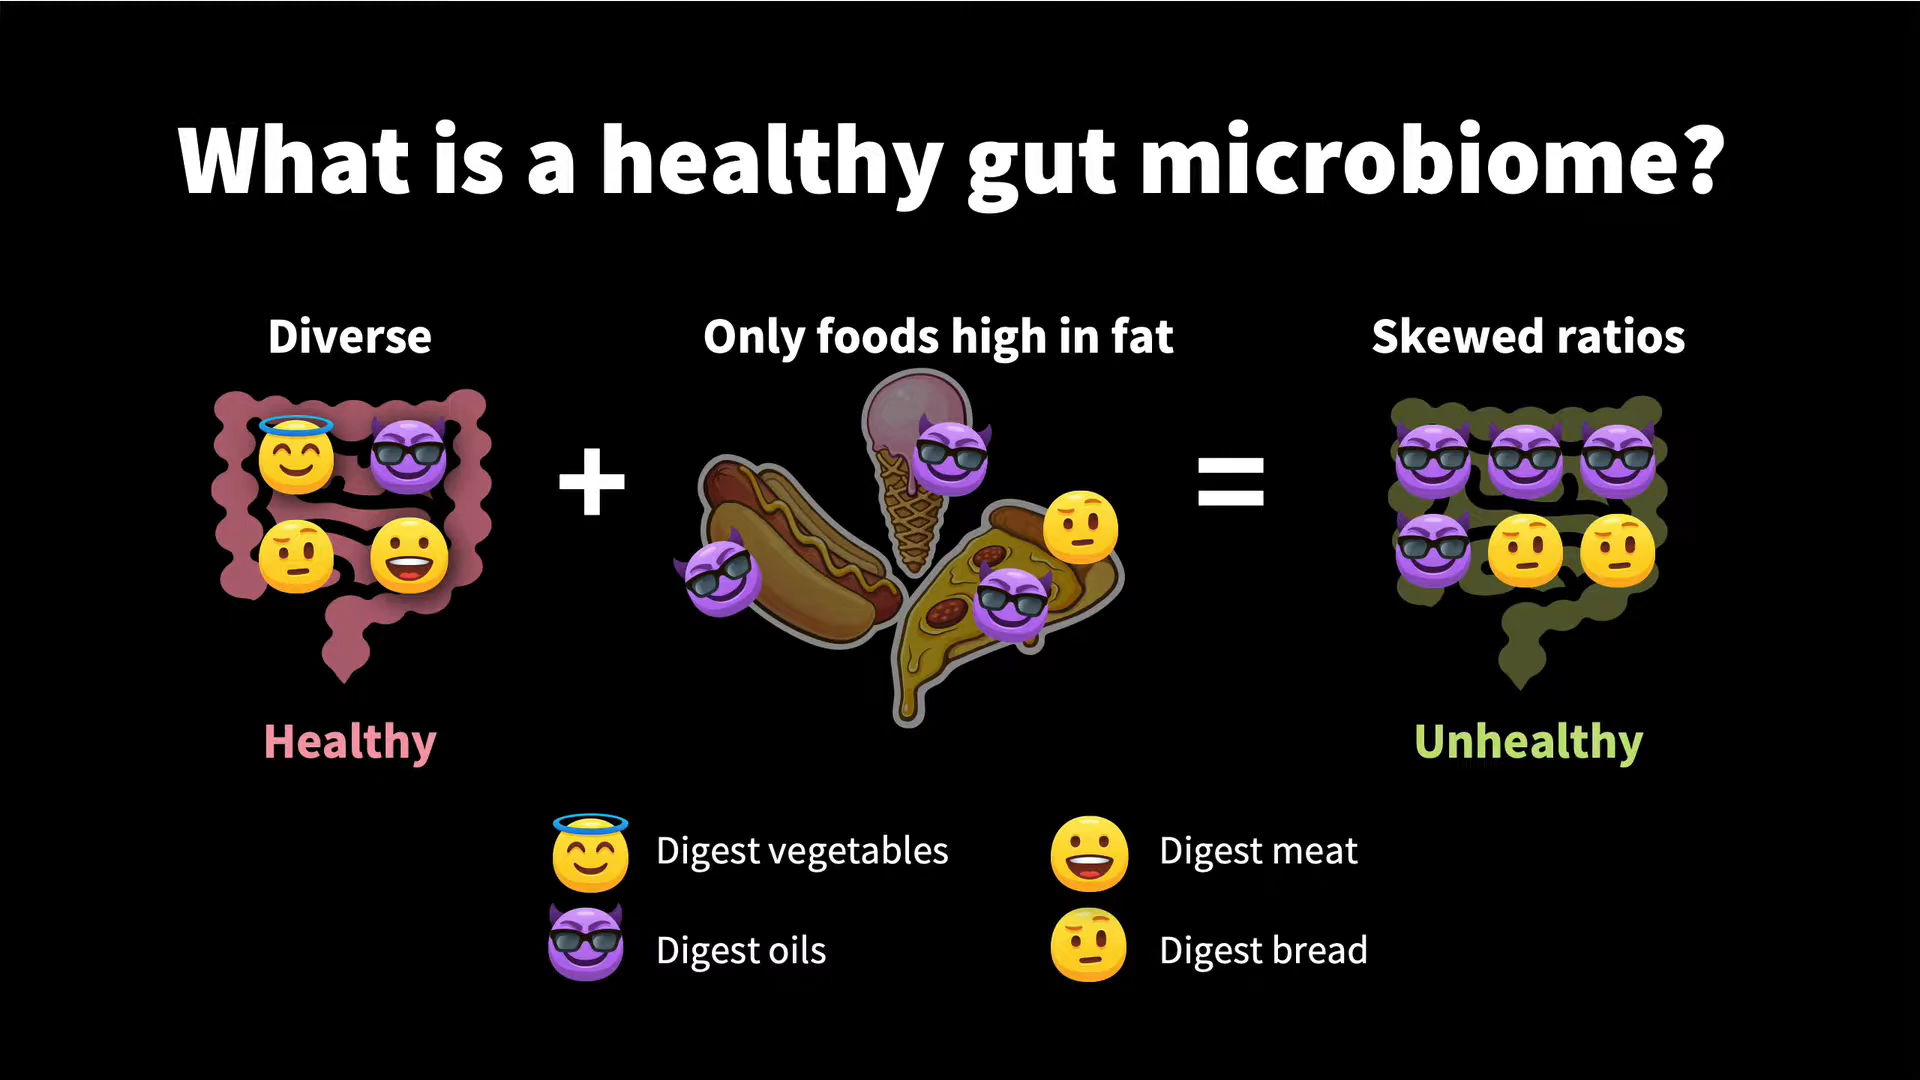 What is a healthy gut microbiome?
Diverse
Only foods high in fat
Skewed ratios
+
=
Healthy
Unhealthy
Digest vegetables
Digest meat
Digest oils
Digest bread